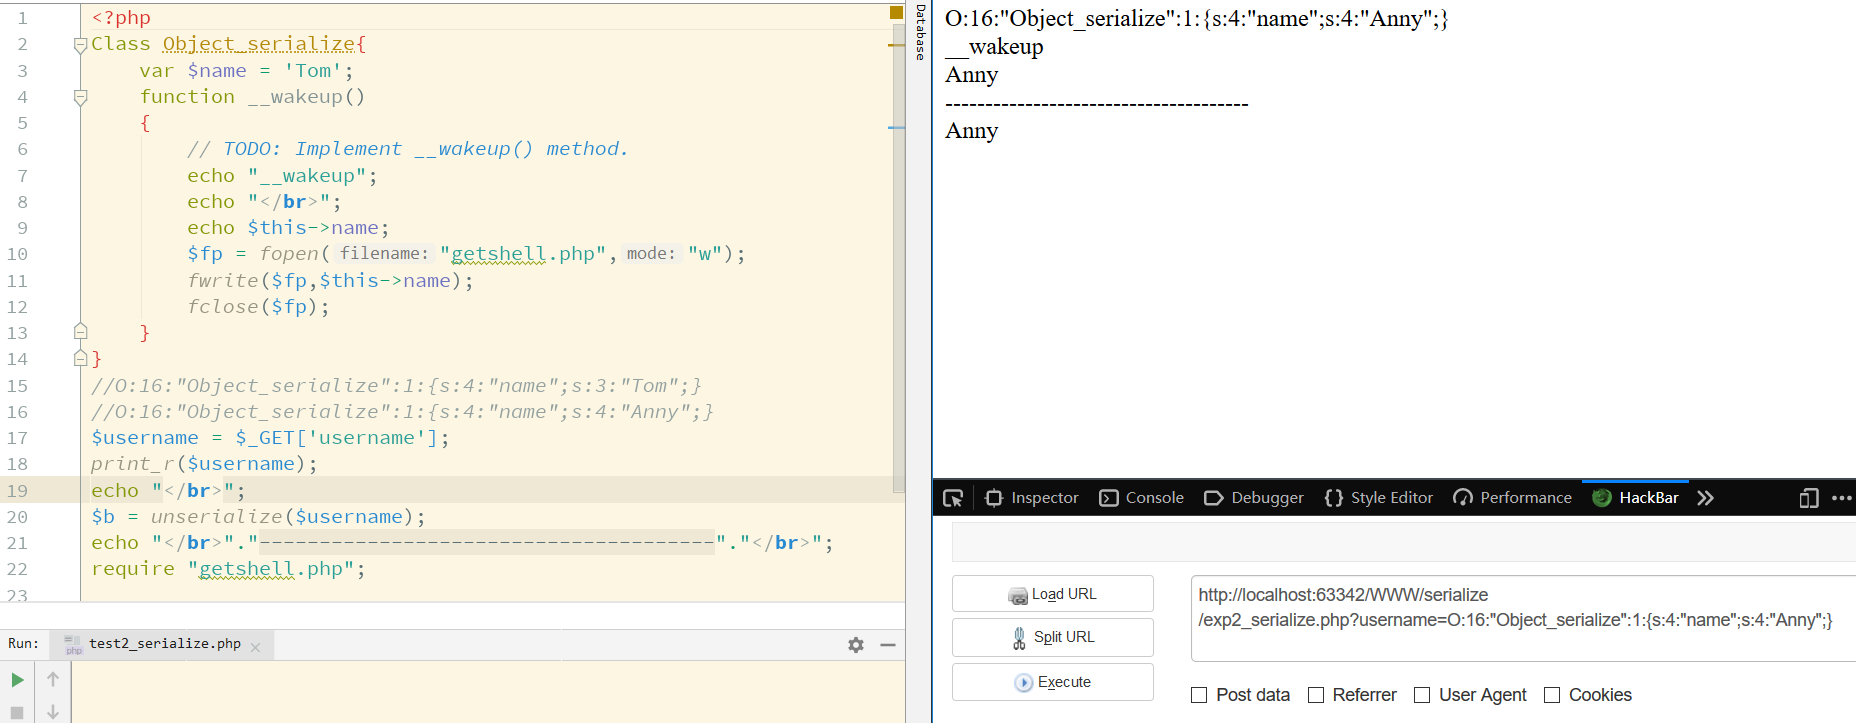 1 <?php
2 Class Object_serialize{
3 var $name = 'Tom';
4 function __wakeup()
5 {
6 // TODO: Implement __wakeup() method.
7 echo "__wakeup";
8 echo "</br>";
9 echo $this->name;
10 $fp = fopen( filename: "getshell.php", mode: "w");
11 fwrite($fp,$this->name);
12 fclose($fp);
13 }
14 }
15 //O:16:"Object_serialize":1:{s:4:"name";s:3:"Tom";}
16 //O:16:"Object_serialize":1:{s:4:"name";s:4:"Anny";}
17 $username = $_GET['username'];
18 print_r($username);
19 echo "</br>";
20 $b = unserialize($username);
21 echo "</br>"."--------------------------------------"."</br>";
22 require "getshell.php";
23
Run: test2_serialize.php
php
Database
O:16:"Object_serialize":1:{s:4:"name";s:4:"Anny";}
__wakeup
Anny
--------------------------------------
Anny
Inspector Console Debugger Style Editor Performance HackBar
Load URL
Split URL
Execute
http://localhost:63342/WWW/serialize
/exp2_serialize.php?username=O:16:"Object_serialize":1:{s:4:"name";s:4:"Anny";}
Post data Referrer User Agent Cookies